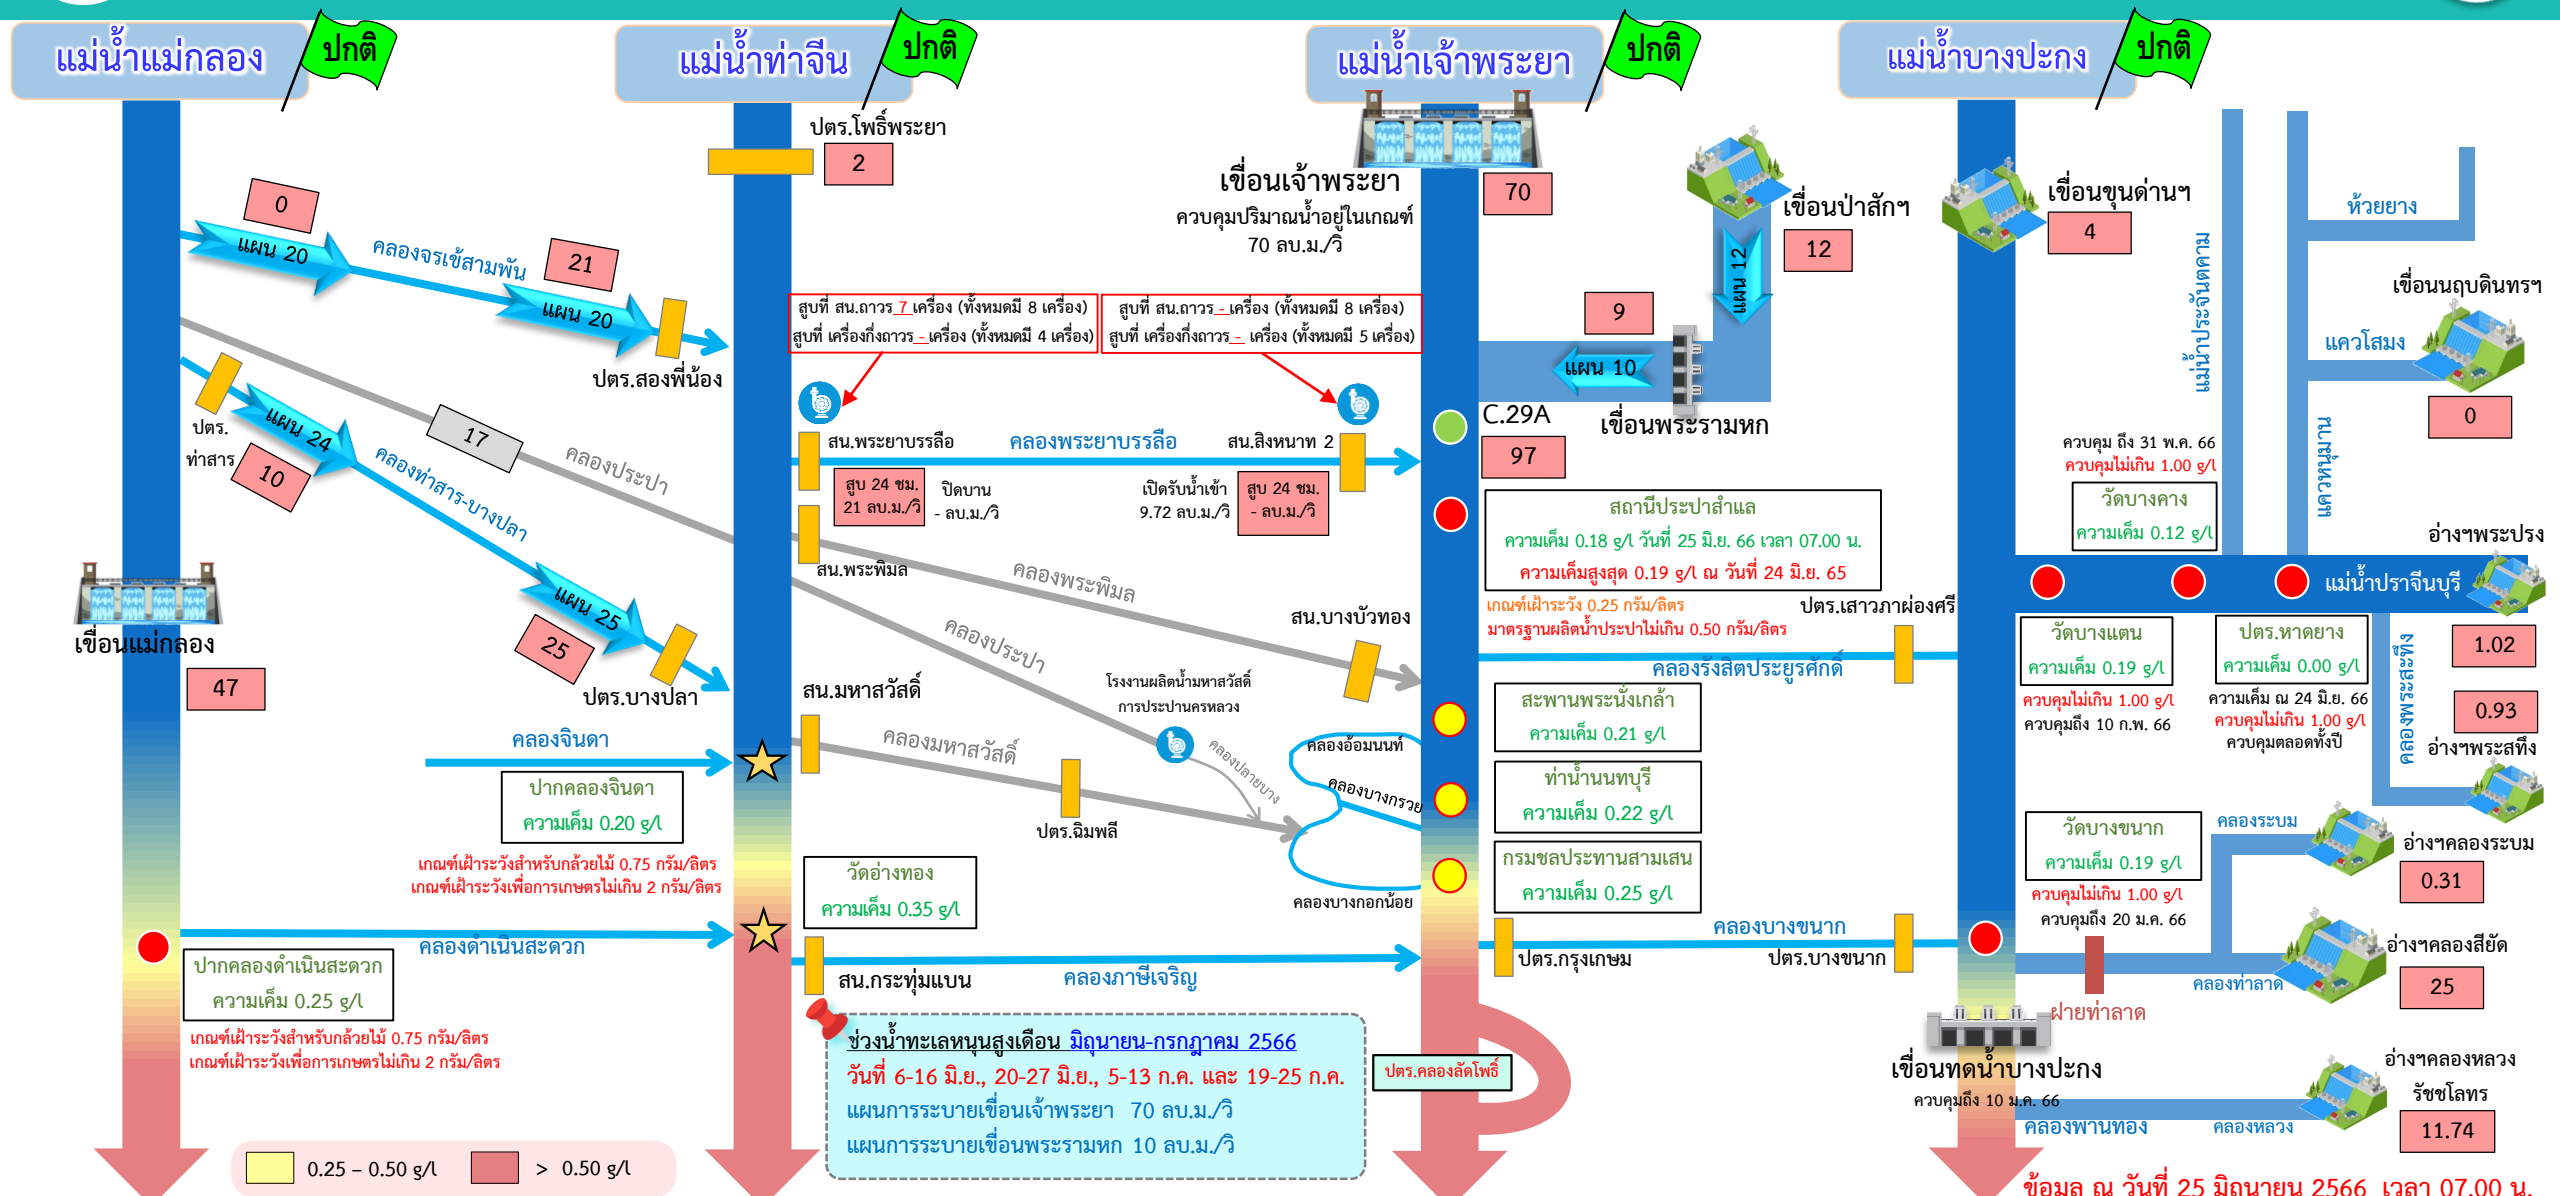 แม่น้ำแม่กลอง
ปกติ
แม่น้ำท่าจีน
ปกติ
แม่น้ำเจ้าพระยา
ปกติ
แม่น้ำบางปะกง
ปกติ
0
แผน 20
คลองจรเข้สามพัน
21
แผน 20
ปตร.สองพี่น้อง
ปตร.
ท่าสาร
แผน 24
10
คลองท่าสาร-บางปลา
17
คลองประปา
แผน 25
25
ปตร.บางปลา
เขื่อนแม่กลอง
47
คลองจินดา
ปากคลองจินดา
ความเค็ม 0.20 g/l
เกณฑ์เฝ้าระวังสำหรับกล้วยไม้ 0.75 กรัม/ลิตร
เกณฑ์เฝ้าระวังเพื่อการเกษตรไม่เกิน 2 กรัม/ลิตร
คลองดำเนินสะดวก
ปากคลองดำเนินสะดวก
ความเค็ม 0.25 g/l
เกณฑ์เฝ้าระวังสำหรับกล้วยไม้ 0.75 กรัม/ลิตร
เกณฑ์เฝ้าระวังเพื่อการเกษตรไม่เกิน 2 กรัม/ลิตร
0.25 – 0.50 g/l
> 0.50 g/l
ปตร.โพธิ์พระยา
2
สูบที่ สน.ถาวร 7 เครื่อง (ทั้งหมดมี 8 เครื่อง)
สูบที่ เครื่องกึ่งถาวร - เครื่อง (ทั้งหมดมี 4 เครื่อง)
สูบที่ สน.ถาวร - เครื่อง (ทั้งหมดมี 8 เครื่อง)
สูบที่ เครื่องกึ่งถาวร - เครื่อง (ทั้งหมดมี 5 เครื่อง)
สน.พระยาบรรลือ
คลองพระยาบรรลือ
สน.สิงหนาท 2
สูบ 24 ชม.
21 ลบ.ม./วิ
ปิดบาน
- ลบ.ม./วิ
เปิดรับน้ำเข้า
9.72 ลบ.ม./วิ
สูบ 24 ชม.
- ลบ.ม./วิ
สน.พระพิมล
คลองพระพิมล
สน.บางบัวทอง
คลองประปา
โรงงานผลิตน้ำมหาสวัสดิ์
การประปานครหลวง
สน.มหาสวัสดิ์
คลองมหาสวัสดิ์
ปตร.ฉิมพลี
คลองปลายบาง
คลองอ้อมนนท์
คลองบางกรวย
คลองบางกอกน้อย
วัดอ่างทอง
ความเค็ม 0.35 g/l
สน.กระทุ่มแบน
คลองภาษีเจริญ
ช่วงน้ำทะเลหนุนสูงเดือน มิถุนายน-กรกฎาคม 2566
วันที่ 6-16 มิ.ย., 20-27 มิ.ย., 5-13 ก.ค. และ 19-25 ก.ค.
แผนการระบายเขื่อนเจ้าพระยา 70 ลบ.ม./วิ
แผนการระบายเขื่อนพระรามหก 10 ลบ.ม./วิ
ปตร.คลองลัดโพธิ์
เขื่อนเจ้าพระยา
ควบคุมปริมาณน้ำอยู่ในเกณฑ์
70 ลบ.ม./วิ
70
เขื่อนป่าสักฯ
12
แผน 12
9
แผน 10
เขื่อนพระรามหก
C.29A
97
สถานีประปาสำแล
ความเค็ม 0.18 g/l วันที่ 25 มิ.ย. 66 เวลา 07.00 น.
ความเค็มสูงสุด 0.19 g/l ณ วันที่ 24 มิ.ย. 65
เกณฑ์เฝ้าระวัง 0.25 กรัม/ลิตร
มาตรฐานผลิตน้ำประปาไม่เกิน 0.50 กรัม/ลิตร
ปตร.เสาวภาผ่องศรี
คลองรังสิตประยูรศักดิ์
สะพานพระนั่งเกล้า
ความเค็ม 0.21 g/l
ท่าน้ำนนทบุรี
ความเค็ม 0.22 g/l
กรมชลประทานสามเสน
ความเค็ม 0.25 g/l
คลองบางขนาก
ปตร.กรุงเกษม
ปตร.บางขนาก
เขื่อนขุนด่านฯ
4
แม่น้ำประจันตคาม
ห้วยยาง
เขื่อนนฤบดินทรฯ
แควโสมง
0
แควหนุมาน
ควบคุม ถึง 31 พ.ค. 66
ควบคุมไม่เกิน 1.00 g/l
วัดบางคาง
ความเค็ม 0.12 g/l
อ่างฯพระปรง
แม่น้ำปราจีนบุรี
1.02
วัดบางแตน
ความเค็ม 0.19 g/l
ควบคุมไม่เกิน 1.00 g/l
ควบคุมถึง 10 ก.พ. 66
ปตร.หาดยาง
ความเค็ม 0.00 g/l
ความเค็ม ณ 24 มิ.ย. 66
ควบคุมไม่เกิน 1.00 g/l
ควบคุมตลอดทั้งปี
คลองพระสะทึง
0.93
อ่างฯพระสทึง
วัดบางขนาก
ความเค็ม 0.19 g/l
ควบคุมไม่เกิน 1.00 g/l
ควบคุมถึง 20 ม.ค. 66
คลองระบม
อ่างฯคลองระบม
0.31
อ่างฯคลองสียัด
25
คลองท่าลาด
ฝายท่าลาด
เขื่อนทดน้ำบางปะกง
ควบคุมถึง 10 ม.ค. 66
คลองพานทอง
คลองหลวง
อ่างฯคลองหลวง
รัชชโลทร
11.74
ข้อมูล ณ วันที่ 25 มิถุนายน 2566 เวลา 07.00 น.